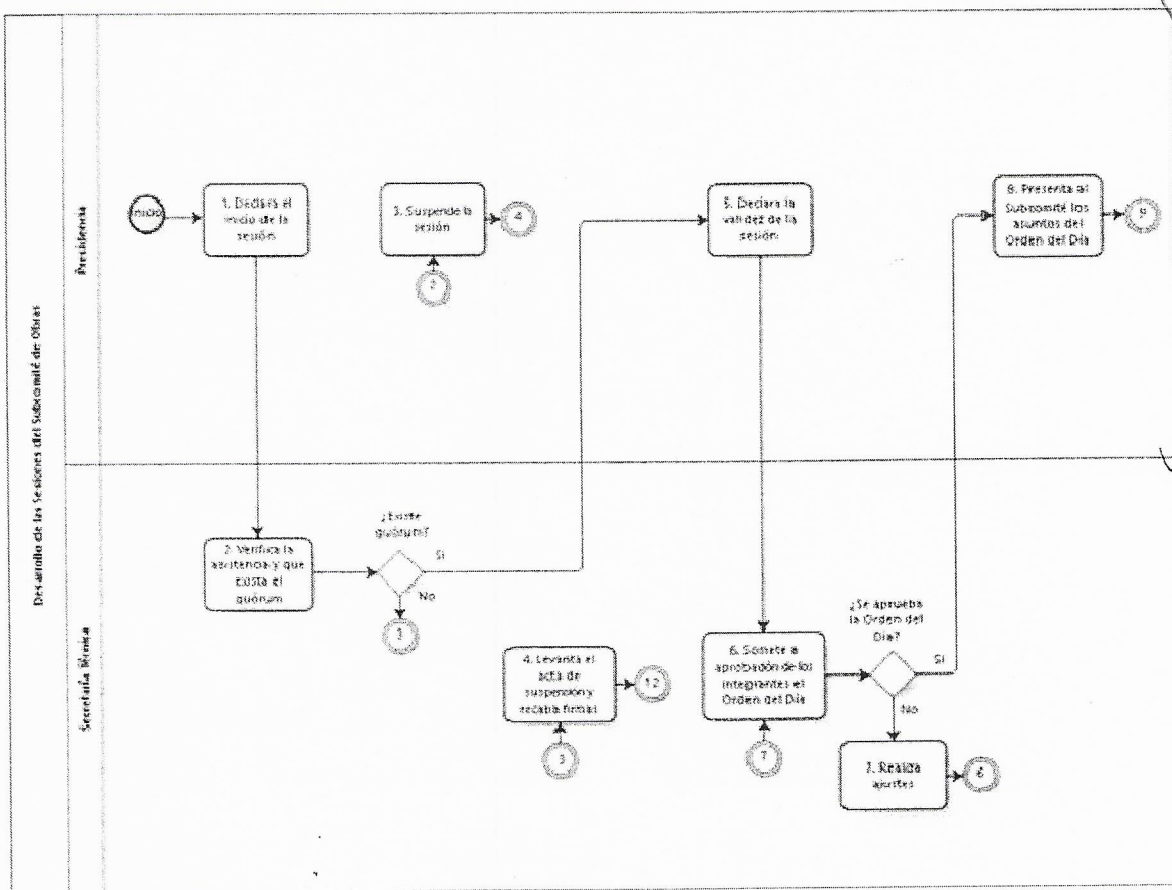 Desarrollo de las Sesiones del Subcomité de Obras
Presidencia
Inicio
1. Declara el
inicio de la
sesión
3. Suspende la
sesión
4
2
5. Declara la
validez de la
sesión
8. Presenta al
Subcomité los
asuntos del
Orden del Día
9
Secretaría Técnica
2. Verifica la
asistencia y que
exista el
quórum
¿Existe
quórum?
Si
No
3
4. Levanta el
acta de
suspensión y
recaba firmas
12
3
6. Somete a
aprobación de los
integrantes el
Orden del Día
7
¿Se aprueba
la Orden del
Día?
Si
No
7. Realiza
ajustes
6